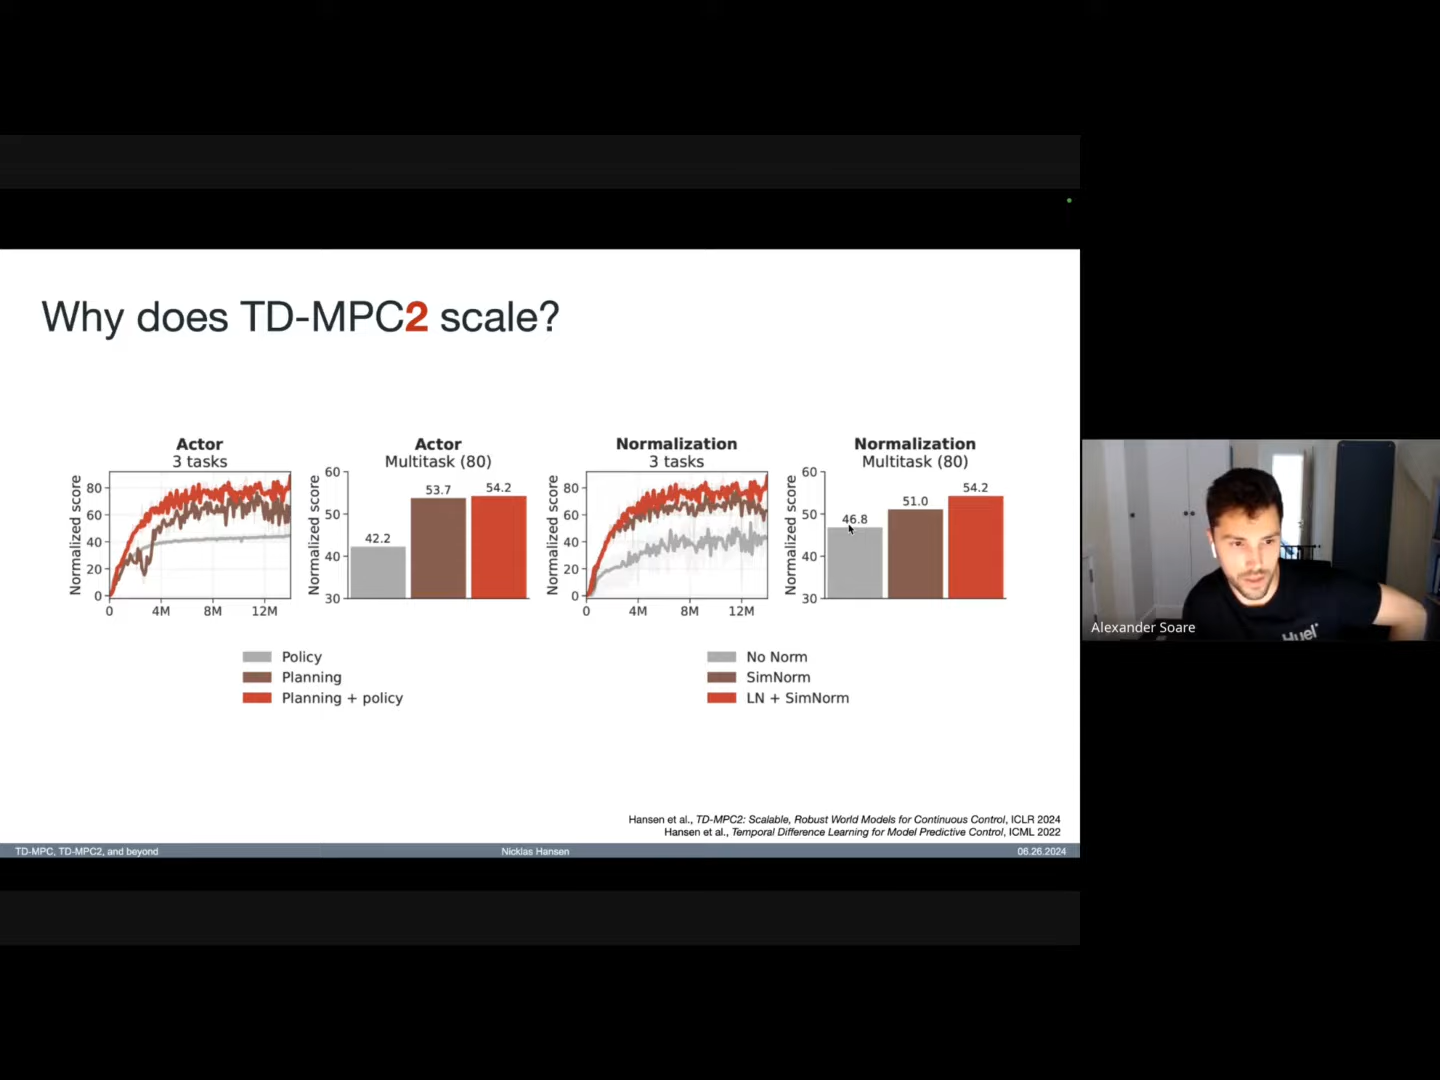 Why does TD-MPC2 scale?
Actor
3 tasks
Normalized score
80
60
40
20
0
0 4M 8M 12M
Actor
Multitask (80)
Normalized score
60
50
40
30
42.2
53.7
54.2
Policy
Planning
Planning + policy
Normalization
3 tasks
Normalized score
80
60
40
20
0
0 4M 8M 12M
Normalization
Multitask (80)
Normalized score
60
50
40
30
46.8
51.0
54.2
No Norm
SimNorm
LN + SimNorm
Hansen et al., TD-MPC2: Scalable, Robust World Models for Continuous Control, ICLR 2024
Hansen et al., Temporal Difference Learning for Model Predictive Control, ICML 2022
TD-MPC, TD-MPC2, and beyond
Nicklas Hansen
06.26.2024
Huel
Alexander Soare